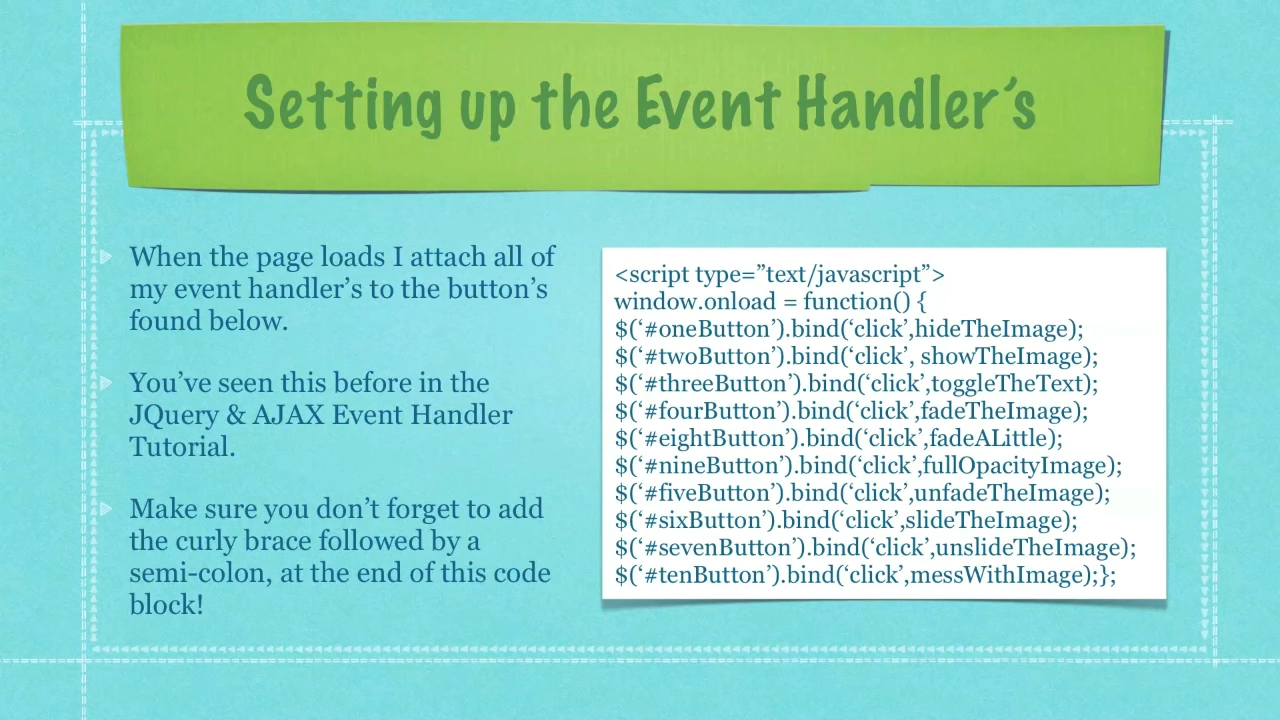 Setting up the Event Handler’s
When the page loads I attach all of
my event handler’s to the button’s
found below.
You’ve seen this before in the
JQuery & AJAX Event Handler
Tutorial.
Make sure you don’t forget to add
the curly brace followed by a
semi-colon, at the end of this code
block!
<script type=”text/javascript”>
window.onload = function() {
$(‘#oneButton’).bind(‘click’,hideTheImage);
$(‘#twoButton’).bind(‘click’, showTheImage);
$(‘#threeButton’).bind(‘click’,toggleTheText);
$(‘#fourButton’).bind(‘click’,fadeTheImage);
$(‘#eightButton’).bind(‘click’,fadeALittle);
$(‘#nineButton’).bind(‘click’,fullOpacityImage);
$(‘#fiveButton’).bind(‘click’,unfadeTheImage);
$(‘#sixButton’).bind(‘click’,slideTheImage);
$(‘#sevenButton’).bind(‘click’,unslideTheImage);
$(‘#tenButton’).bind(‘click’,messWithImage);};